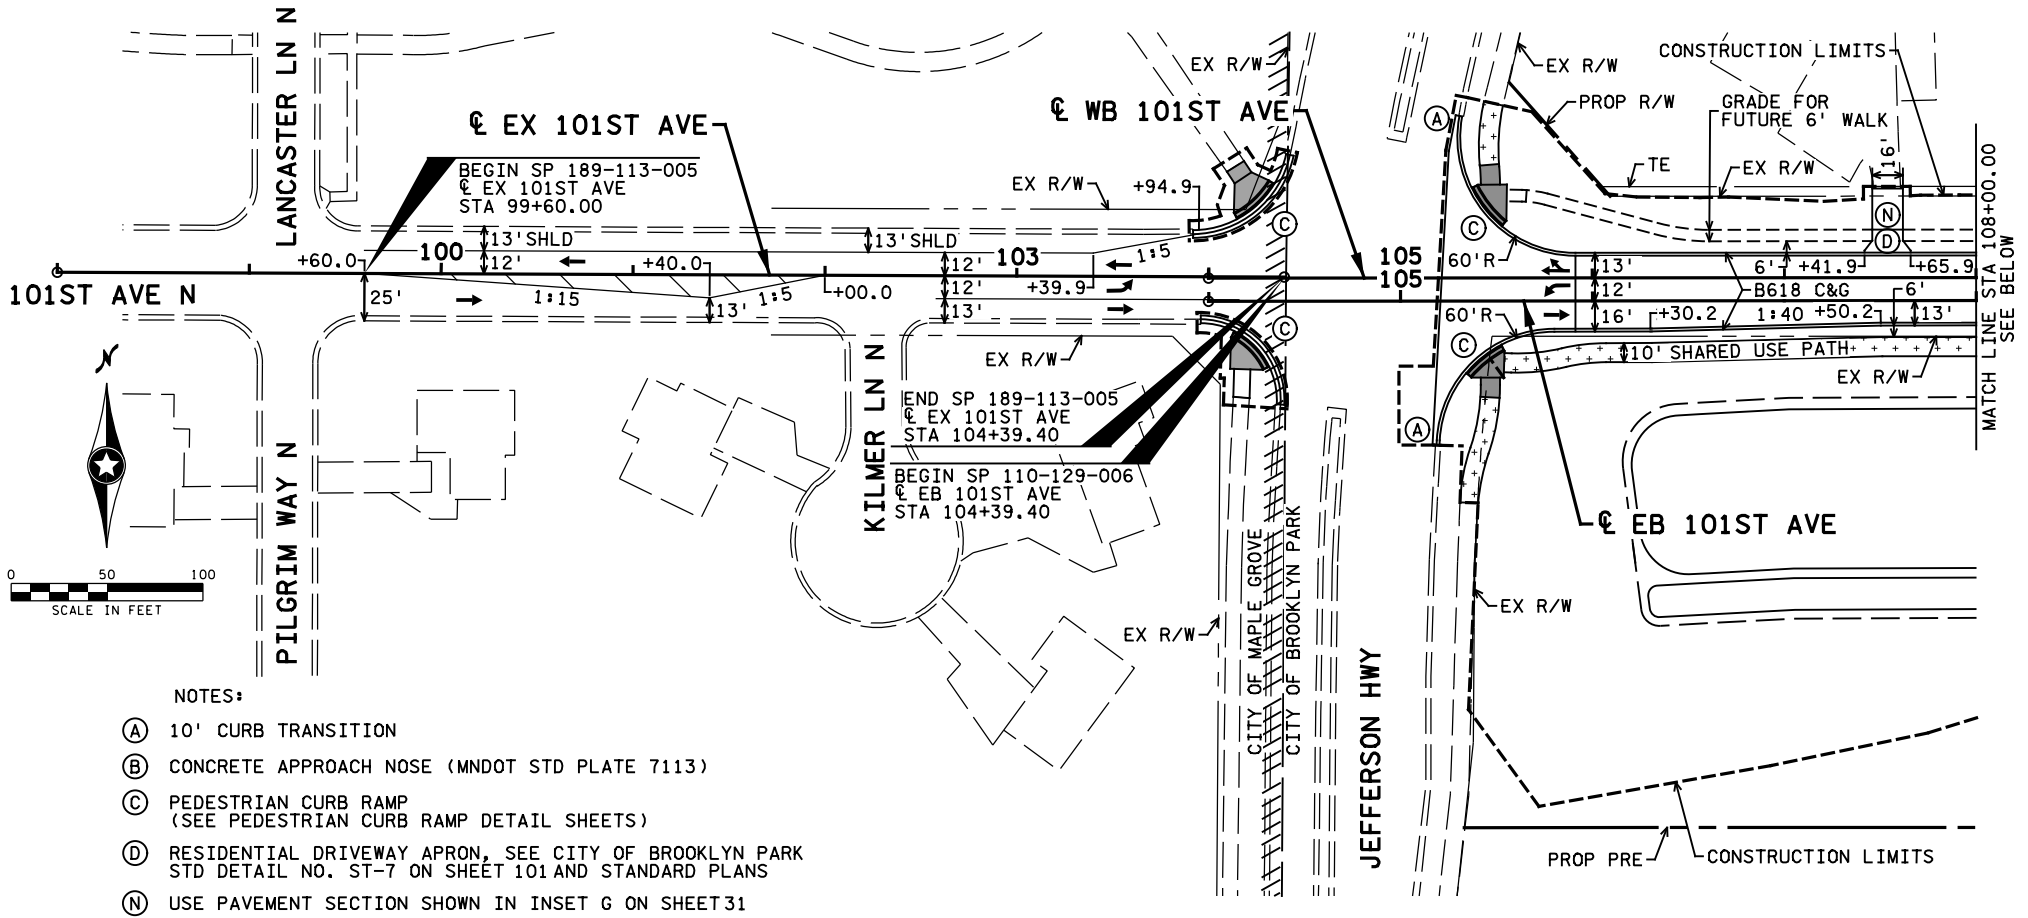 LANCASTER LN N
℄ EX 101ST AVE
BEGIN SP 189-113-005
℄ EX 101ST AVE
STA 99+60.00
EX R/W
℄ WB 101ST AVE
EX R/W
+94.9
A
EX R/W
PROP R/W
CONSTRUCTION LIMITS
GRADE FOR
FUTURE 6' WALK
16'
TE
EX R/W
C
C
N
D
13'SHLD
13'SHLD
+60.0
100
12'
+40.0
103
12'
1:5
105
105
60'R
13'
6'
+41.9
+65.9
101ST AVE N
25'
1:15
1:5
13'
+00.0
12'
+39.9
13'
12'
B618 C&G
6'
60'R
16'
+30.2
1:40
+50.2
13'
MATCH LINE STA 108+00.00
SEE BELOW
EX R/W
C
C
10' SHARED USE PATH
EX R/W
N
KILMER LN N
END SP 189-113-005
℄ EX 101ST AVE
STA 104+39.40
A
BEGIN SP 110-129-006
℄ EB 101ST AVE
STA 104+39.40
℄ EB 101ST AVE
PILGRIM WAY N
0 50 100
SCALE IN FEET
CITY OF MAPLE GROVE
CITY OF BROOKLYN PARK
EX R/W
EX R/W
JEFFERSON HWY
PROP PRE
CONSTRUCTION LIMITS
NOTES:
A 10' CURB TRANSITION
B CONCRETE APPROACH NOSE (MNDOT STD PLATE 7113)
C PEDESTRIAN CURB RAMP
(SEE PEDESTRIAN CURB RAMP DETAIL SHEETS)
D RESIDENTIAL DRIVEWAY APRON, SEE CITY OF BROOKLYN PARK
STD DETAIL NO. ST-7 ON SHEET 101 AND STANDARD PLANS
N USE PAVEMENT SECTION SHOWN IN INSET G ON SHEET 31